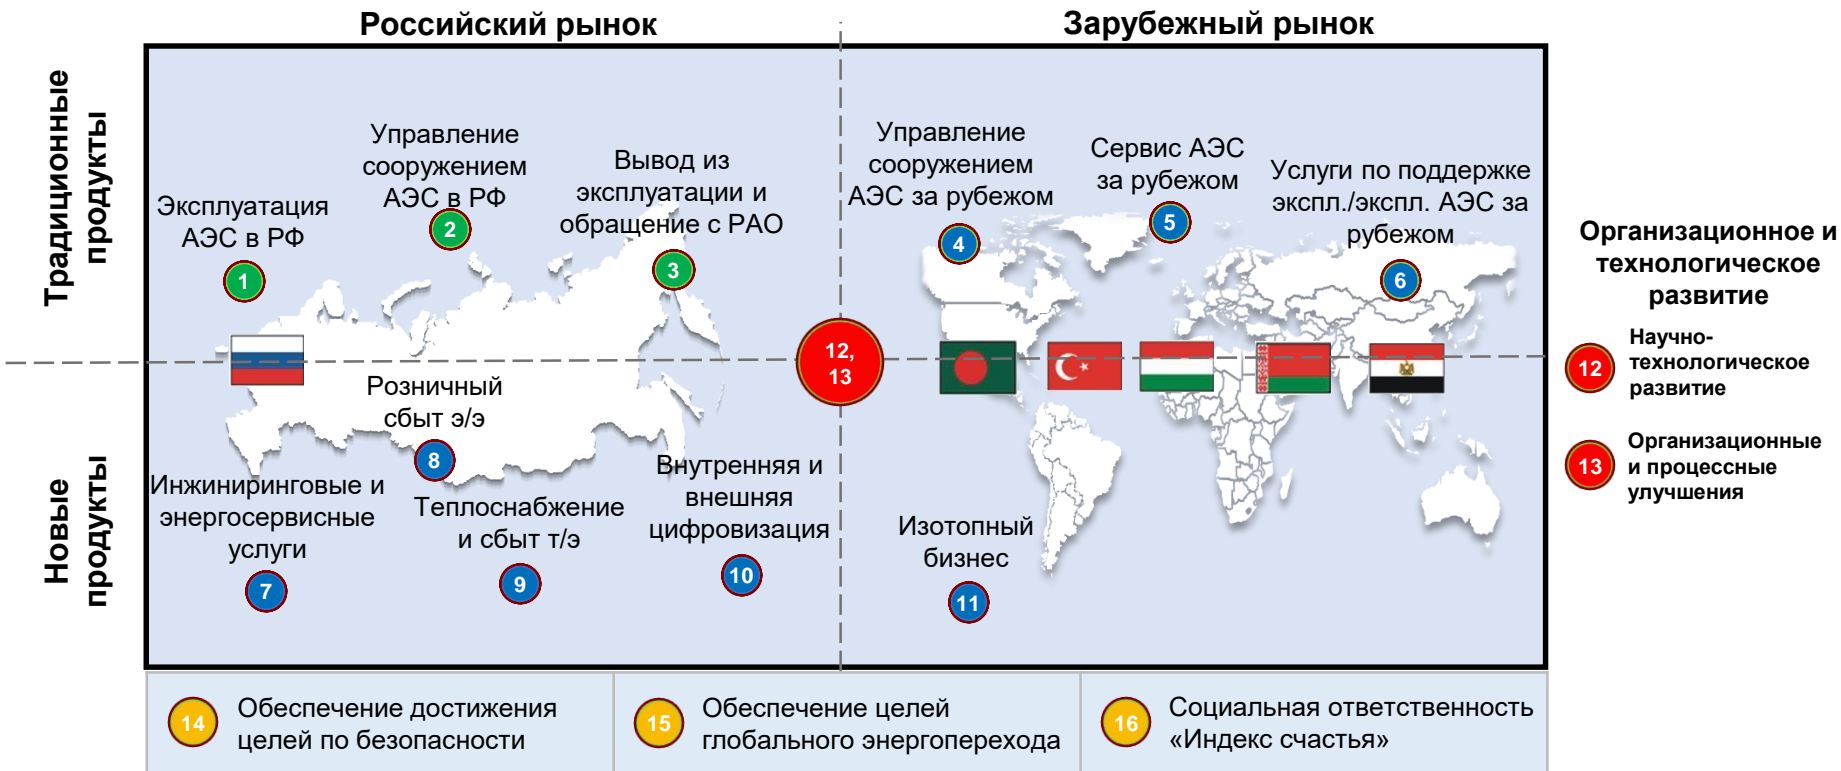 Российский рынок
Зарубежный рынок
Традиционные
продукты
Новые
продукты
Эксплуатация
АЭС в РФ
1
Управление
сооружением
АЭС в РФ
2
Вывод из
эксплуатации и
обращение с РАО
3
Управление
сооружением
АЭС за рубежом
4
Сервис АЭС
за рубежом
5
Услуги по поддержке
экспл./экспл. АЭС за
рубежом
6
12,
13
Инжиниринговые и
энергосервисные
услуги
7
Розничный
сбыт э/э
8
Теплоснабжение
и сбыт т/э
9
Внутренняя и
внешняя
цифровизация
10
Изотопный
бизнес
11
Организационное и
технологическое
развитие
12
Научно-
технологическое
развитие
13
Организационные
и процессные
улучшения
14
Обеспечение достижения
целей по безопасности
15
Обеспечение целей
глобального энергоперехода
16
Социальная ответственность
«Индекс счастья»